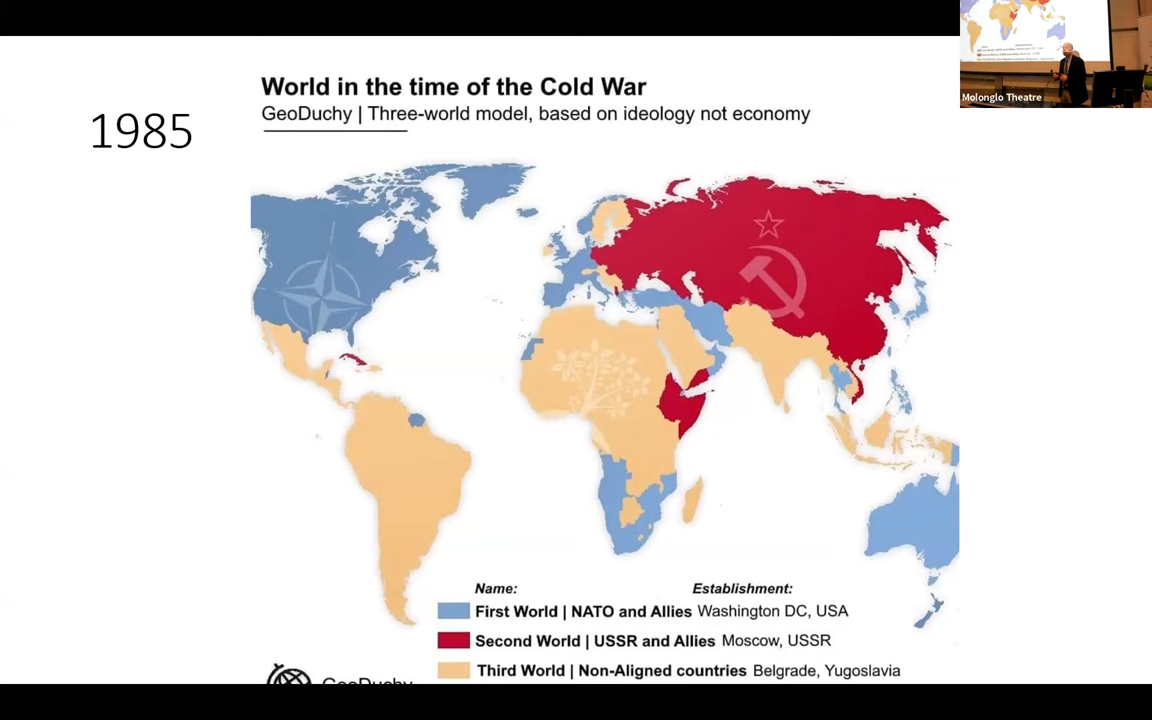 World in the time of the Cold War
GeoDuchy | Three-world model, based on ideology not economy
1985
Molonglo Theatre
Name: Establishment:
First World | NATO and Allies Washington DC, USA
Second World | USSR and Allies Moscow, USSR
Third World | Non-Aligned countries Belgrade, Yugoslavia
GeoDuchy